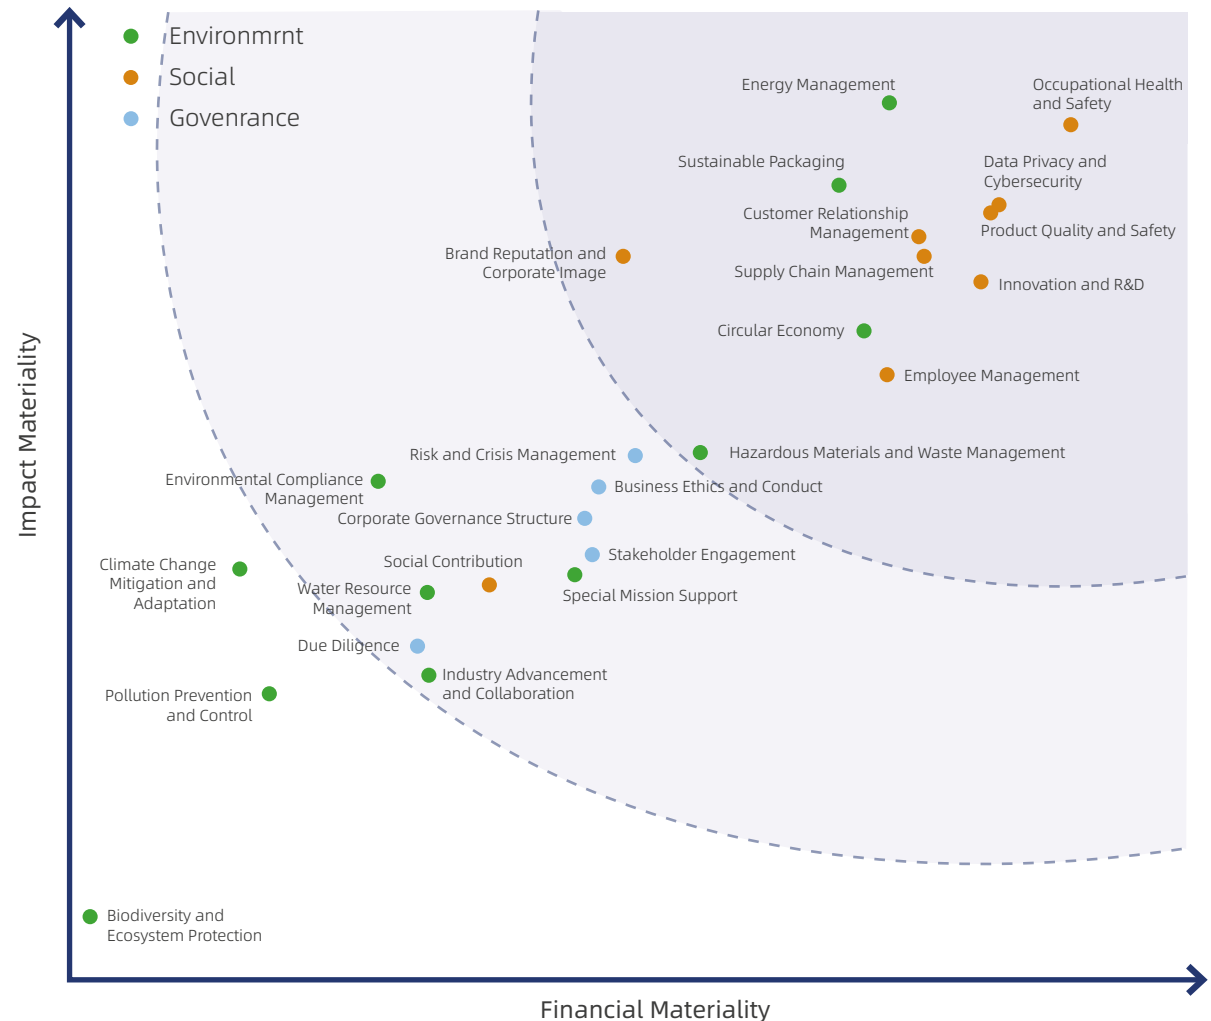 Environmrnt
Social
Govenrance
Energy Management
Occupational Health
and Safety
Sustainable Packaging
Data Privacy and
Cybersecurity
Customer Relationship
Management
Product Quality and Safety
Brand Reputation and
Corporate Image
Supply Chain Management
Innovation and R&D
Circular Economy
Employee Management
Impact Materiality
Risk and Crisis Management
Hazardous Materials and Waste Management
Environmental Compliance
Management
Business Ethics and Conduct
Corporate Governance Structure
Climate Change
Mitigation and
Adaptation
Social Contribution
Stakeholder Engagement
Water Resource
Management
Special Mission Support
Due Diligence
Industry Advancement
and Collaboration
Pollution Prevention
and Control
Biodiversity and
Ecosystem Protection
Financial Materiality